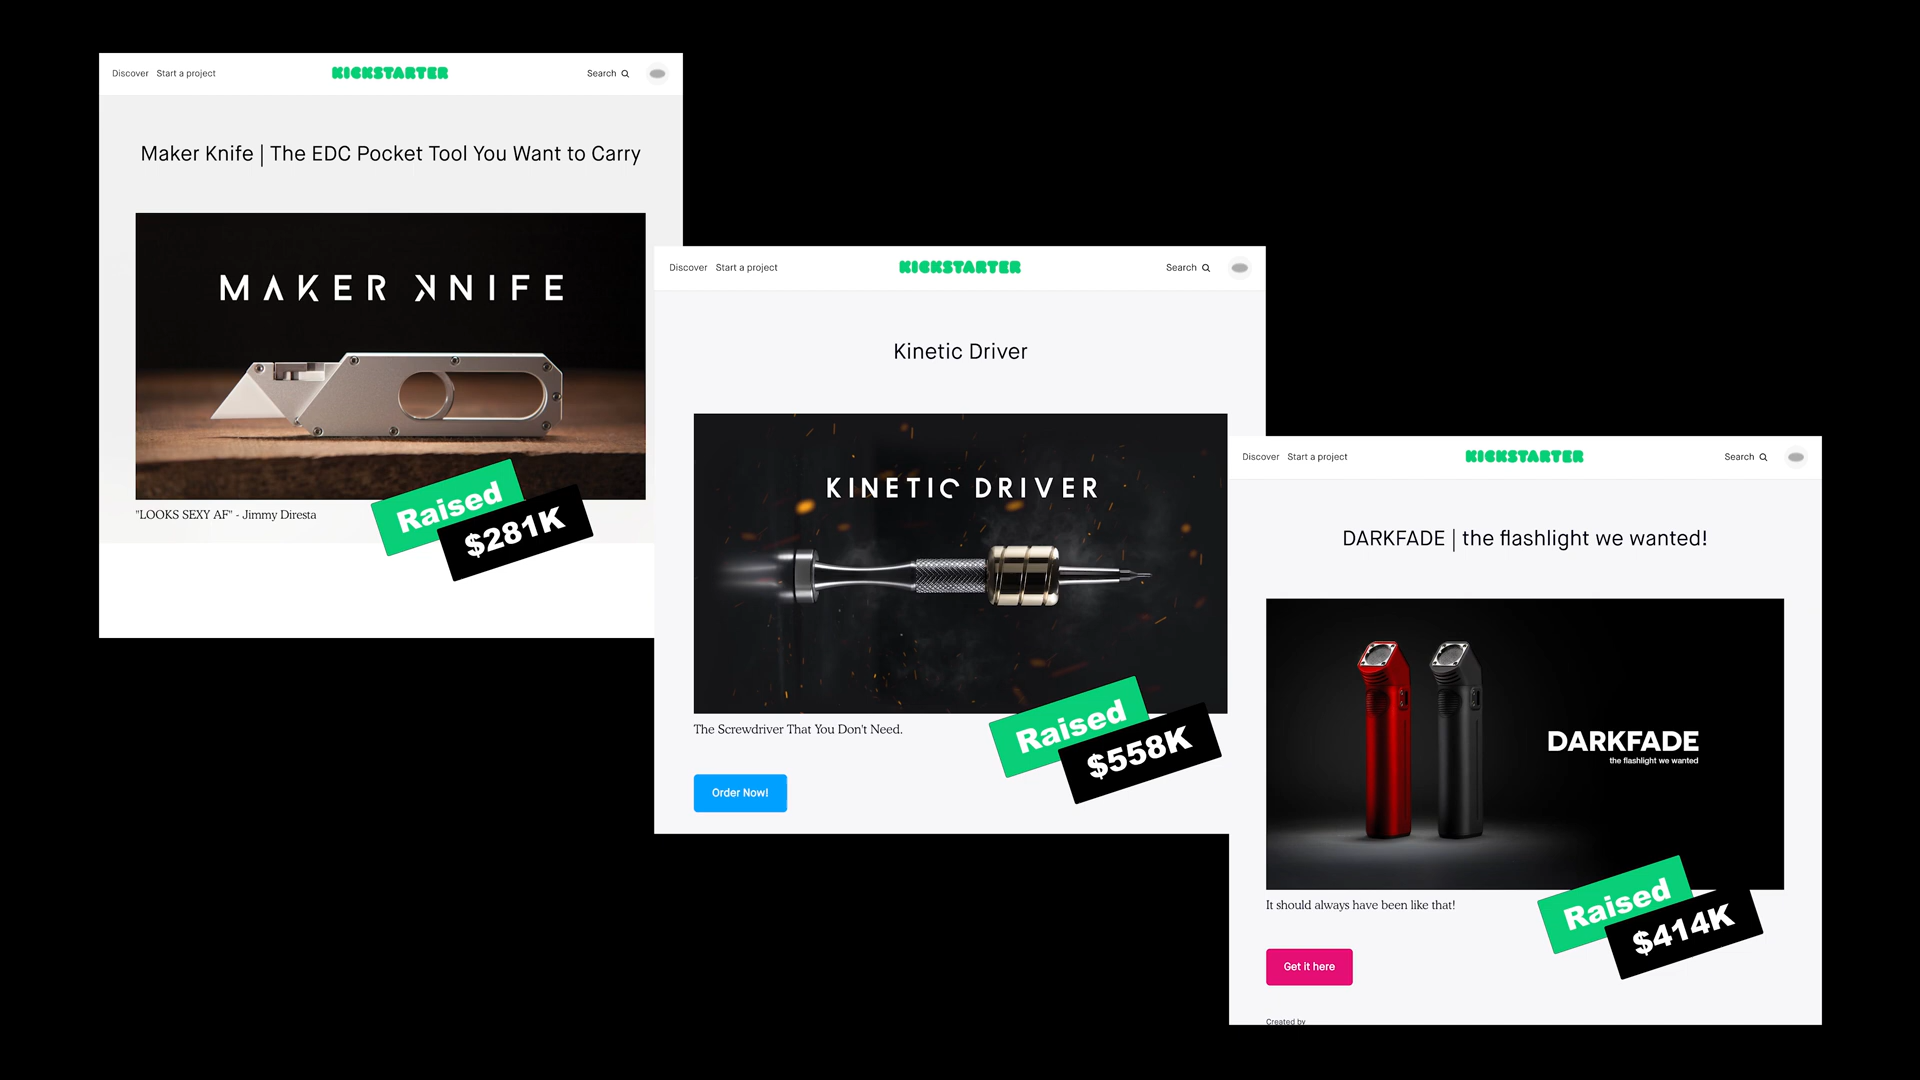 Discover Start a project KICKSTARTER Search
Maker Knife | The EDC Pocket Tool You Want to Carry
MAKER KNIFE
"LOOKS SEXY AF" - Jimmy Diresta
Raised
$281K
Discover Start a project KICKSTARTER Search
Kinetic Driver
KINETIC DRIVER
The Screwdriver That You Don't Need.
Raised
$558K
Order Now!
Discover Start a project KICKSTARTER Search
DARKFADE | the flashlight we wanted!
DARKFADE
the flashlight we wanted
It should always have been like that!
Raised
$414K
Get it here
Created by